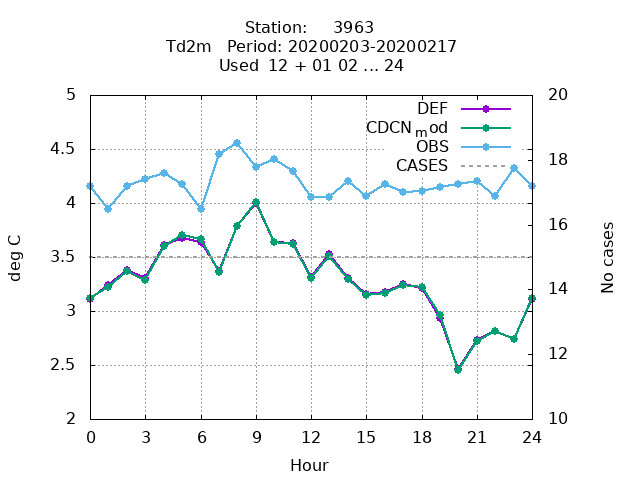 Station: 3963
Td2m Period: 20200203-20200217
Used 12 + 01 02 ... 24
5
4.5
4
3.5
3
2.5
2
20
18
16
14
12
10
DEF
CDCN_mod
OBS
CASES
deg C
No cases
0 3 6 9 12 15 18 21 24
Hour